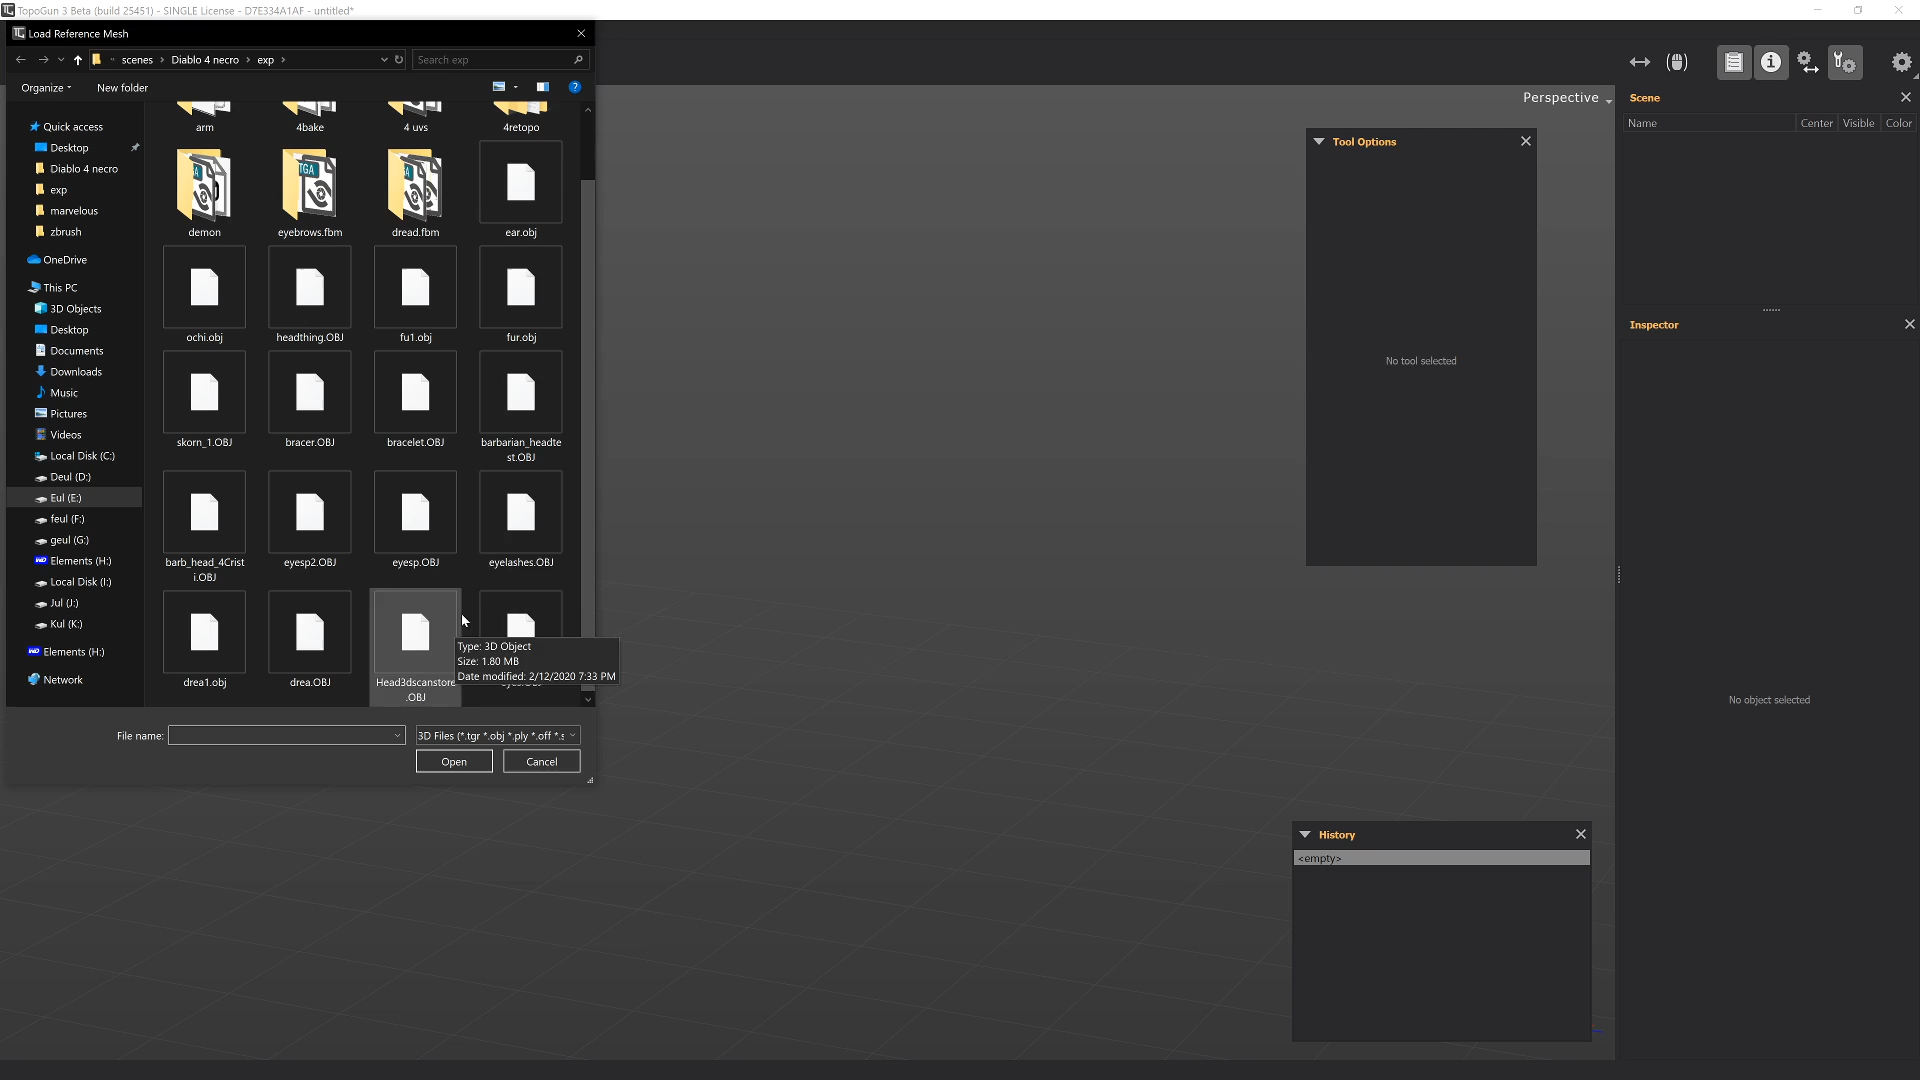 TopoGun 3 Beta (build 25451) - SINGLE License - D7E334A1AF - untitled*
Load Reference Mesh
scenes › Diablo 4 necro › exp ›
Search exp
Organize
New folder
Quick access
Desktop
Diablo 4 necro
exp
marvelous
zbrush
OneDrive
This PC
3D Objects
Desktop
Documents
Downloads
Music
Pictures
Videos
Local Disk (C:)
Deul (D:)
Eul (E:)
feul (F:)
geul (G:)
Elements (H:)
Local Disk (I:)
Jul (J:)
Kul (K:)
Elements (H:)
Network
arm
4bake
4 uvs
4retopo
demon
eyebrows.fbm
dread.fbm
ear.obj
ochi.obj
headthing.OBJ
fu1.obj
fur.obj
skorn_1.OBJ
bracer.OBJ
bracelet.OBJ
barbarian_headte
st.OBJ
barb_head_4Crist
i.OBJ
eyesp2.OBJ
eyesp.OBJ
eyelashes.OBJ
drea1.obj
drea.OBJ
Head3dscanstore
.OBJ
Type: 3D Object
Size: 1.80 MB
Date modified: 2/12/2020 7:33 PM
File name:
3D Files (*.tgr *.obj *.ply *.off *.s
Open
Cancel
Perspective
Tool Options
No tool selected
History
<empty>
Scene
Name
Center
Visible
Color
Inspector
No object selected